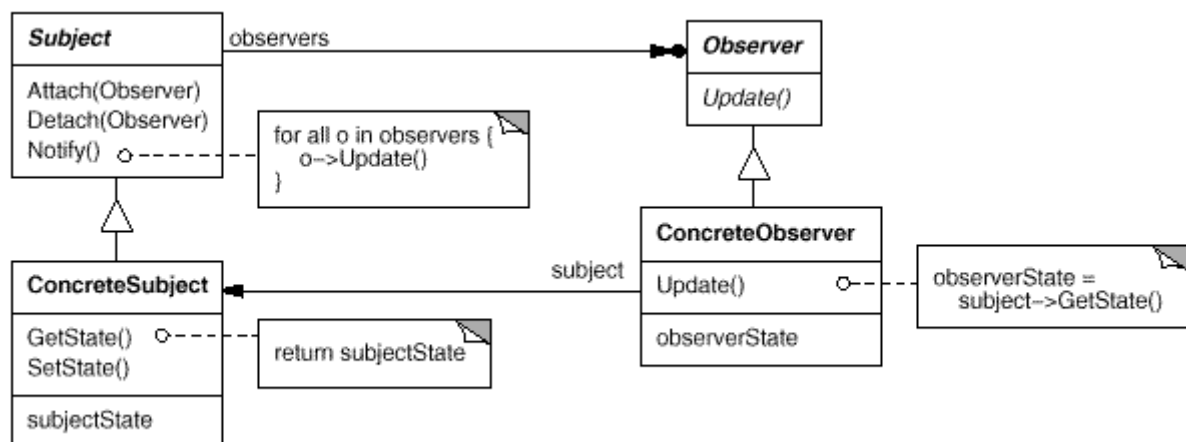 Subject
observers
Observer
Attach(Observer)
Detach(Observer)
Notify()
for all o in observers {
o->Update()
}
Update()
ConcreteSubject
GetState()
SetState()
return subjectState
subjectState
subject
ConcreteObserver
Update()
observerState =
subject->GetState()
observerState